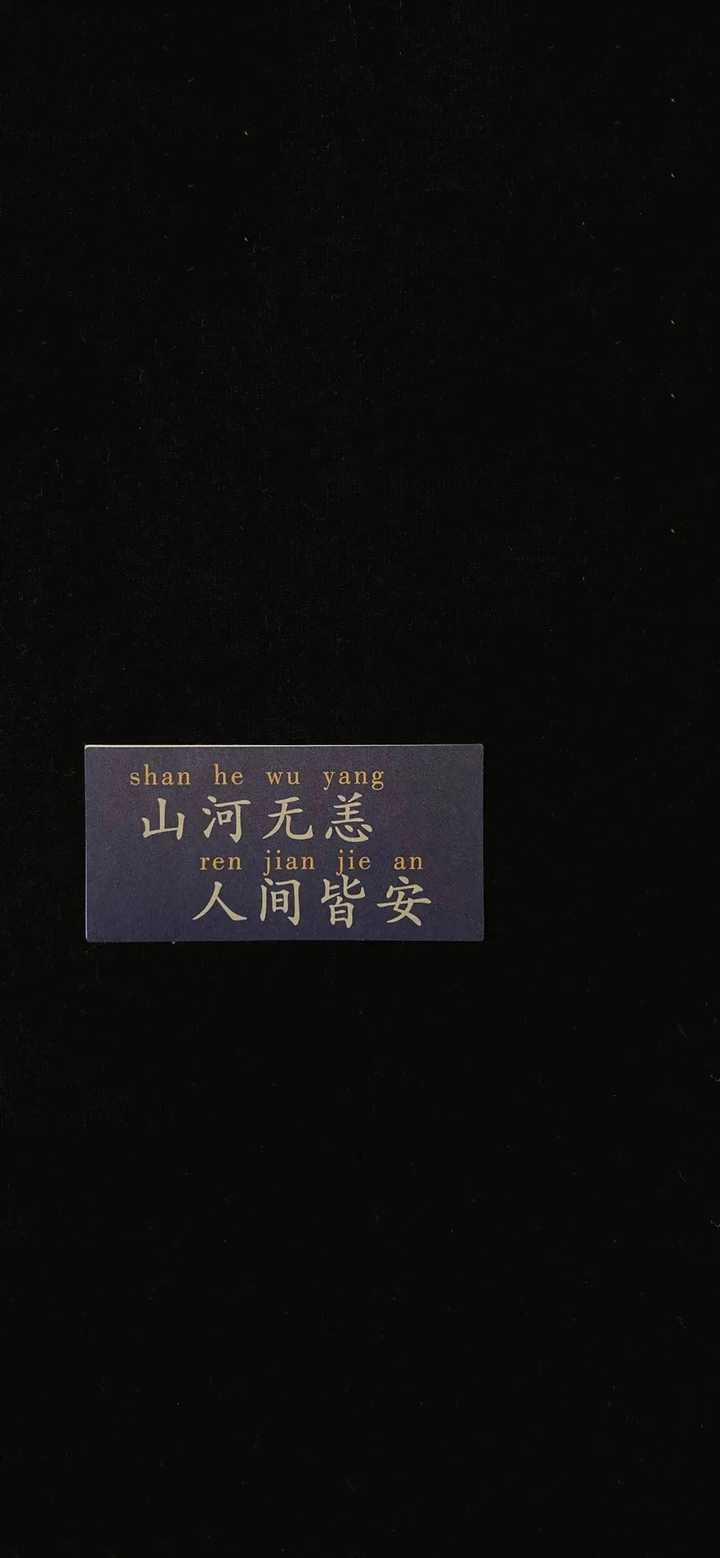 shan he wu yang
山河无恙
ren jian jie an
人间皆安